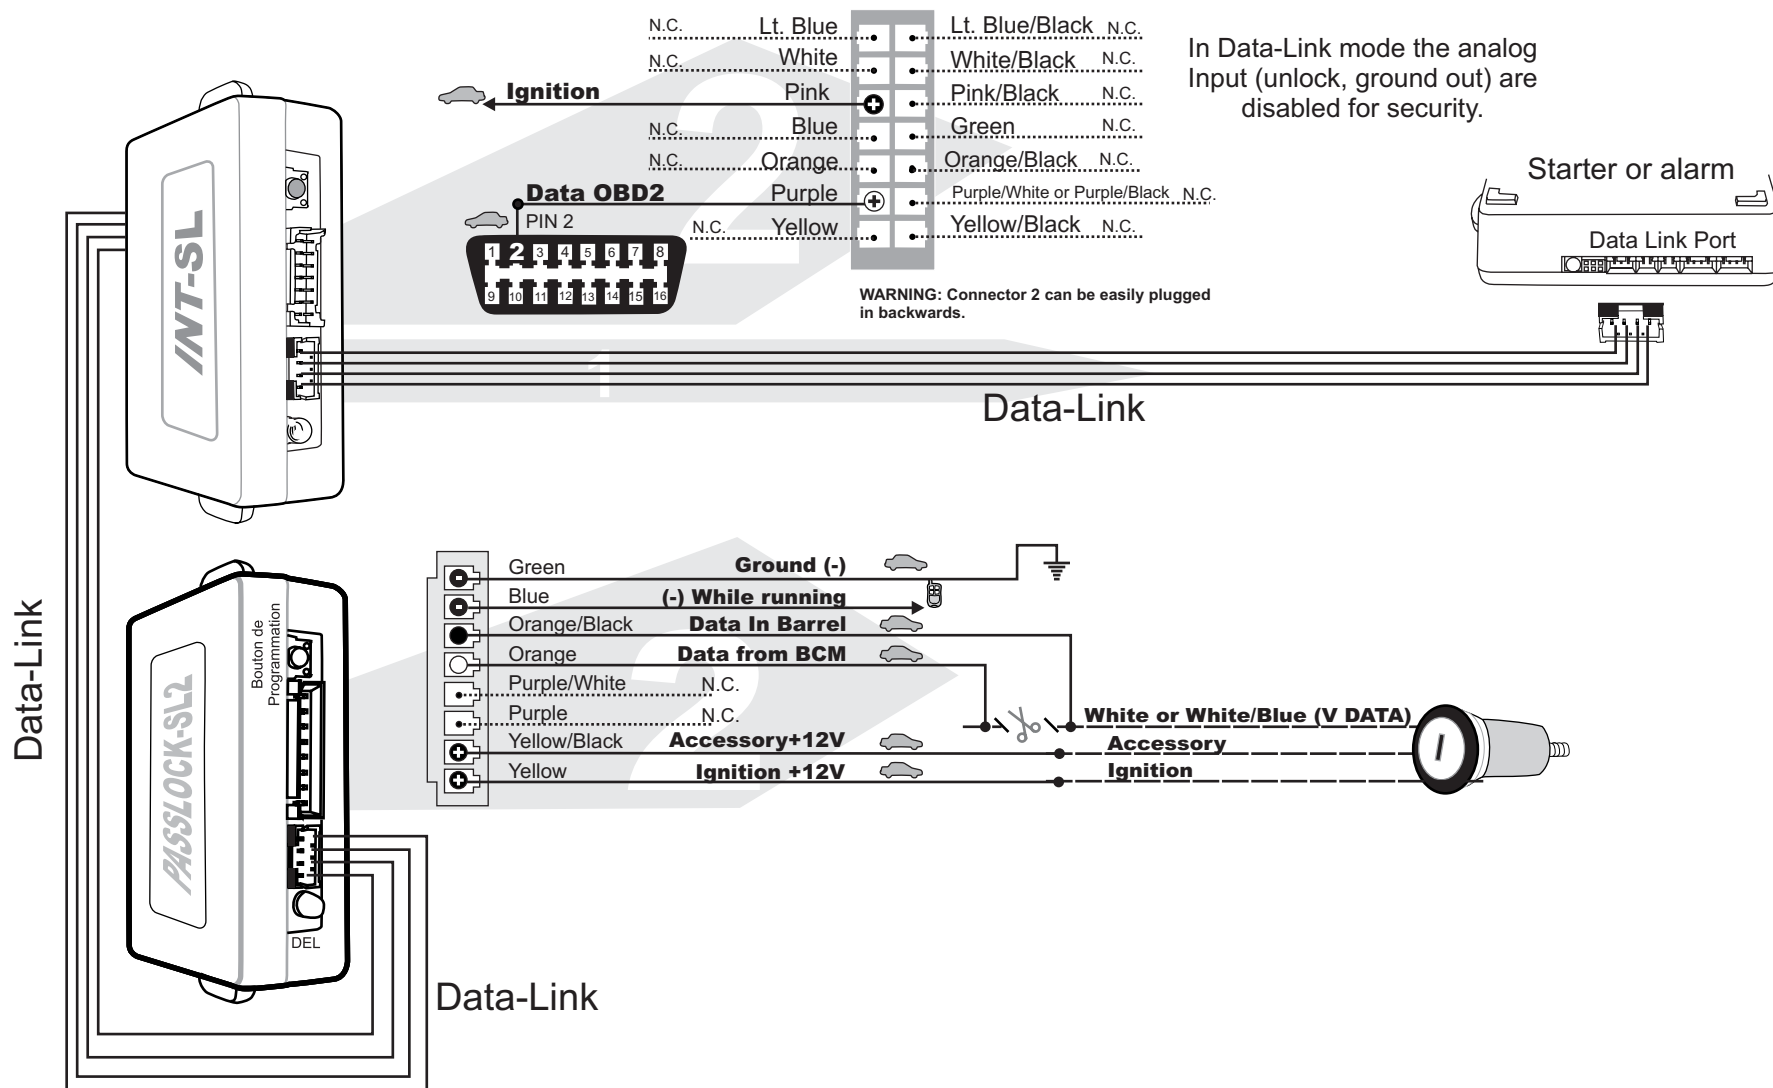 N.C. Lt. Blue Lt. Blue/Black N.C.
N.C. White White/Black N.C.
Ignition Pink Pink/Black N.C.
N.C. Blue Green N.C.
N.C. Orange Orange/Black N.C.
Data OBD2 Purple Purple/White or Purple/Black N.C.
PIN 2
N.C. Yellow Yellow/Black N.C.
1 2 3 4 5 6 7 8
9 10 11 12 13 14 15 16
2
WARNING: Connector 2 can be easily plugged
in backwards.
In Data-Link mode the analog
Input (unlock, ground out) are
disabled for security.
Starter or alarm
Data Link Port
INT-SL
1
Data-Link
Data-Link
Green Ground (-)
Blue (-) While running
Orange/Black Data In Barrel
Orange Data from BCM
Purple/White N.C.
Purple N.C.
Yellow/Black Accessory+12V
Yellow Ignition +12V
2
White or White/Blue (V DATA)
Accessory
Ignition
Bouton de
Programmation
PASSLOCK-SL2
DEL
Data-Link